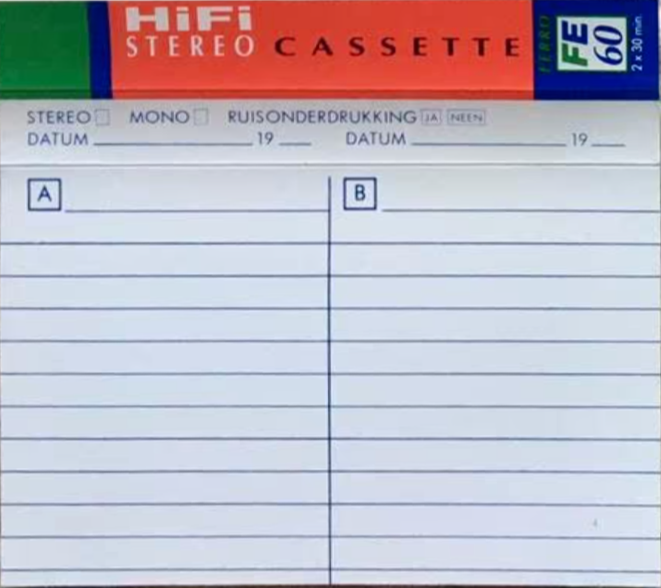 HiFi
STEREO CASSETTE
FERRO
FE
60
2 x 30 min.
STEREO MONO RUISONDERDRUKKING JA NEEN
DATUM 19 DATUM 19
A B